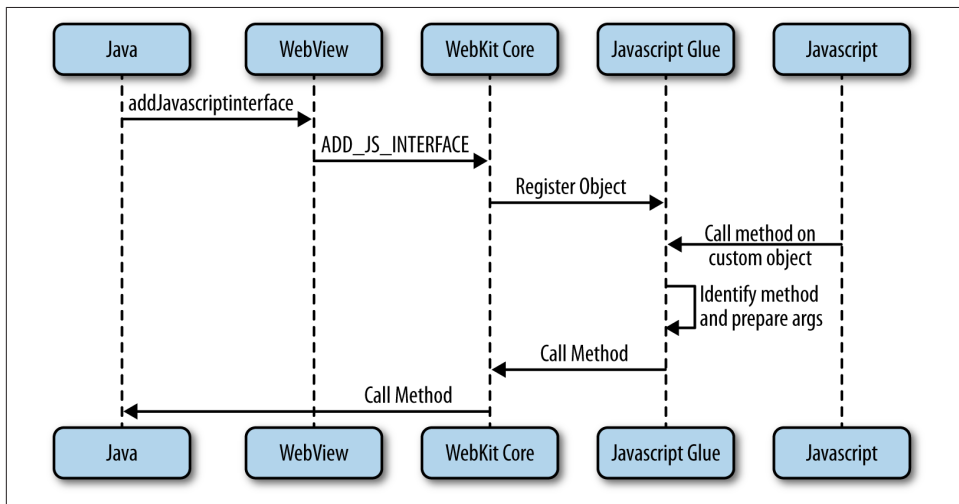 Java
WebView
WebKit Core
Javascript Glue
Javascript
addJavascriptinterface
ADD_JS_INTERFACE
Register Object
Call method on
custom object
Identify method
and prepare args
Call Method
Call Method
Java
WebView
WebKit Core
Javascript Glue
Javascript